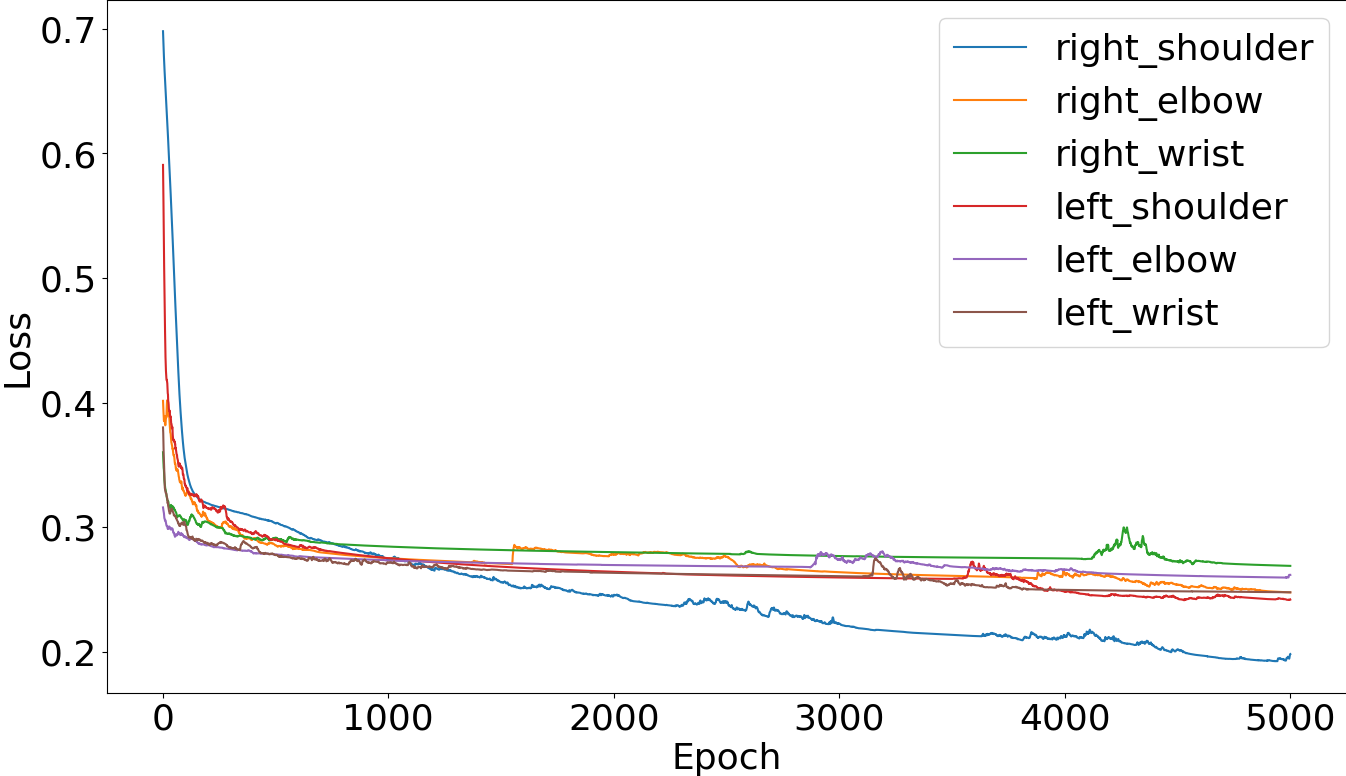 0.7
0.6
0.5
0.4
0.3
0.2
Loss
right_shoulder
right_elbow
right_wrist
left_shoulder
left_elbow
left_wrist
0 1000 2000 3000 4000 5000
Epoch